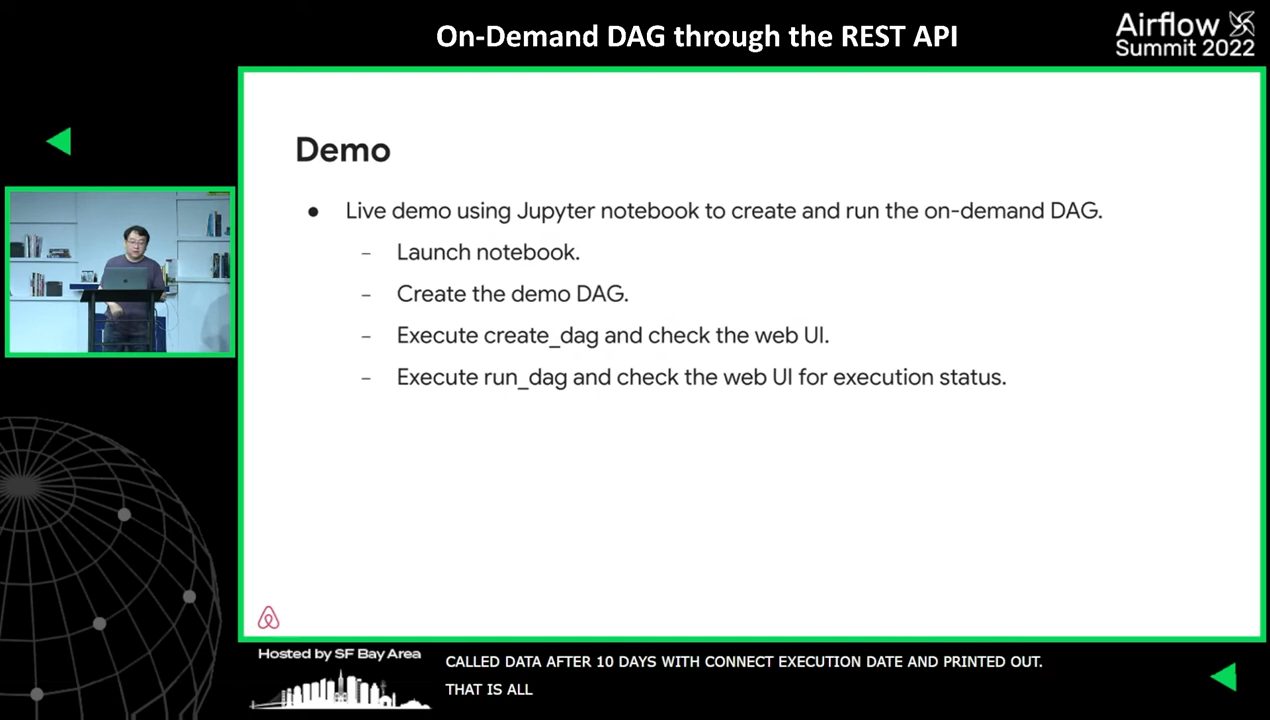 On-Demand DAG through the REST API
Airflow
Summit 2022
Demo
● Live demo using Jupyter notebook to create and run the on-demand DAG.
– Launch notebook.
– Create the demo DAG.
– Execute create_dag and check the web UI.
– Execute run_dag and check the web UI for execution status.
Hosted by SF Bay Area
CALLED DATA AFTER 10 DAYS WITH CONNECT EXECUTION DATE AND PRINTED OUT.
THAT IS ALL